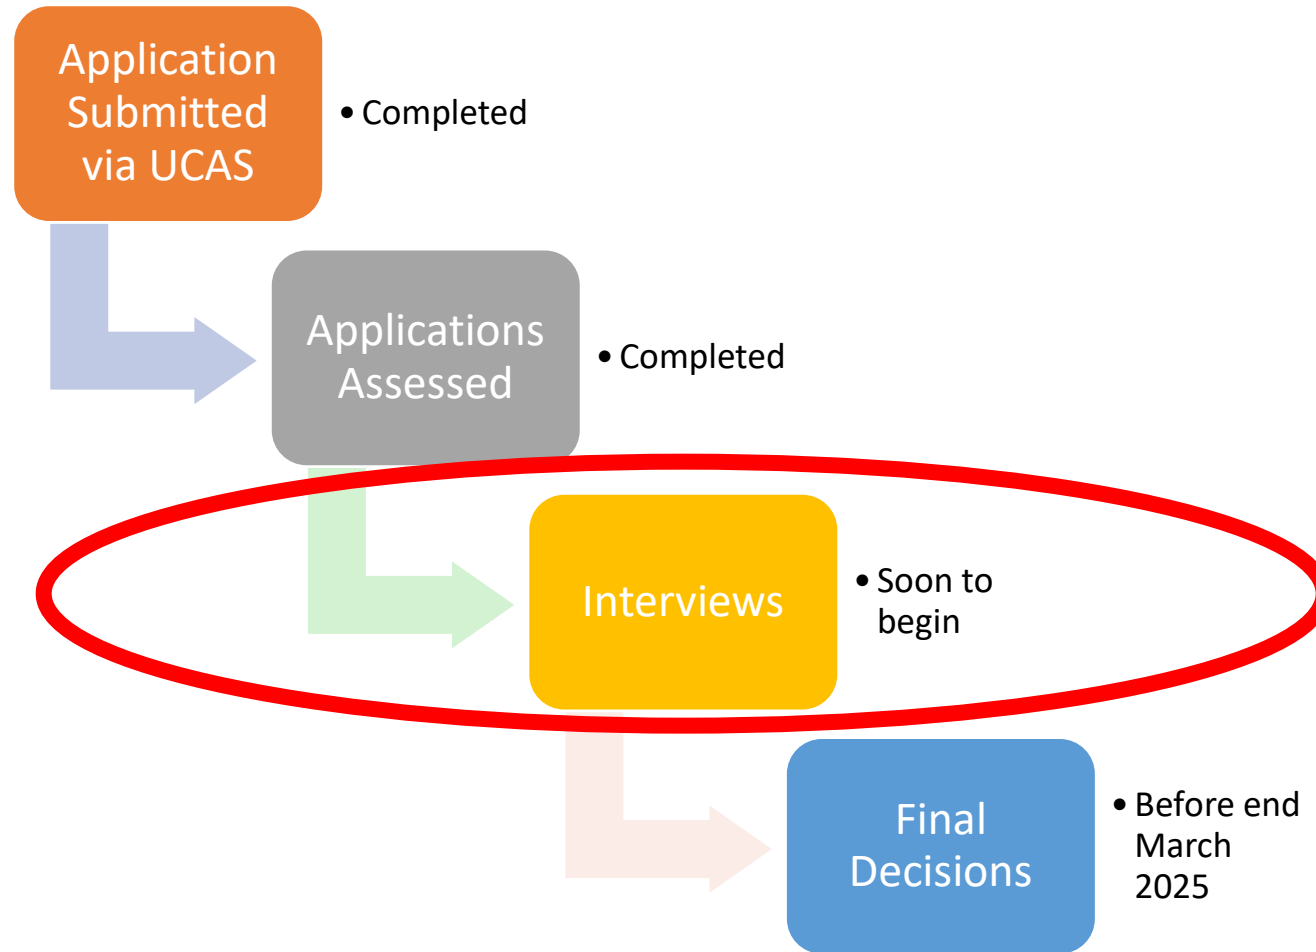 Application
Submitted
via UCAS
• Completed
Applications
Assessed
• Completed
Interviews
• Soon to
begin
Final
Decisions
• Before end
March
2025